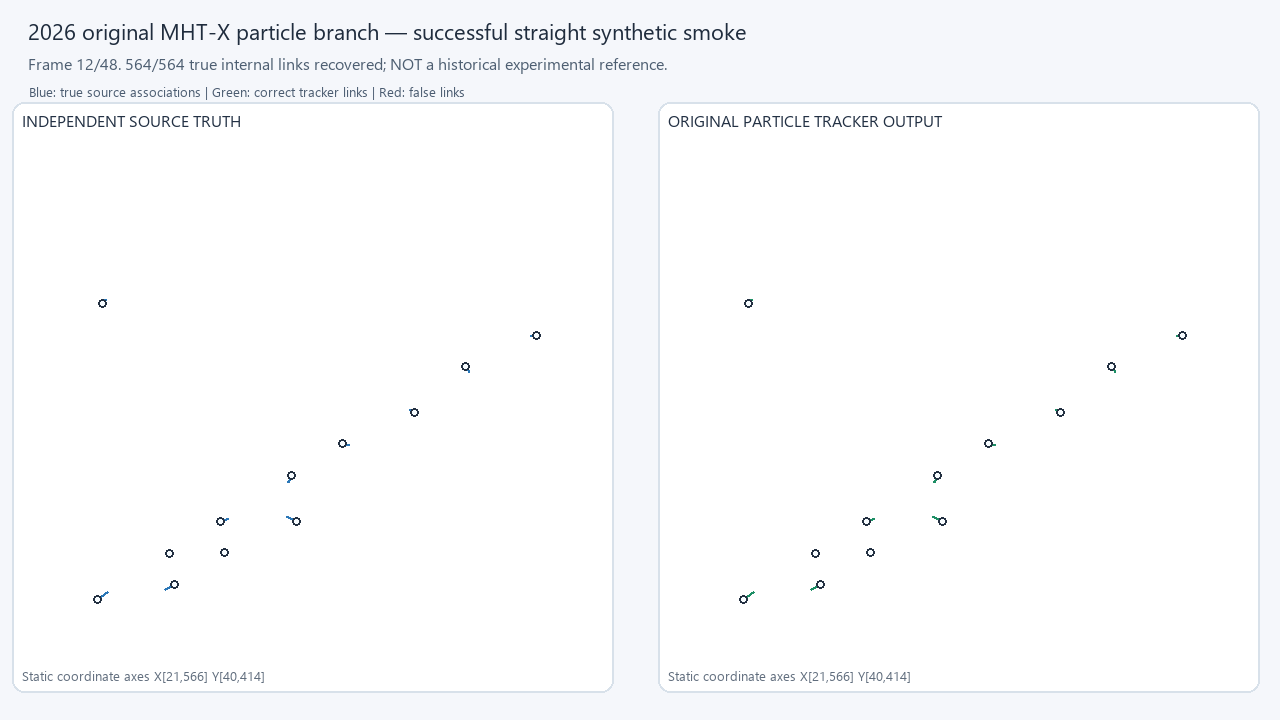 2026 original MHT-X particle branch — successful straight synthetic smoke
Frame 12/48. 564/564 true internal links recovered; NOT a historical experimental reference.
Blue: true source associations | Green: correct tracker links | Red: false links
INDEPENDENT SOURCE TRUTH
ORIGINAL PARTICLE TRACKER OUTPUT
Static coordinate axes X[21,566] Y[40,414]
Static coordinate axes X[21,566] Y[40,414]